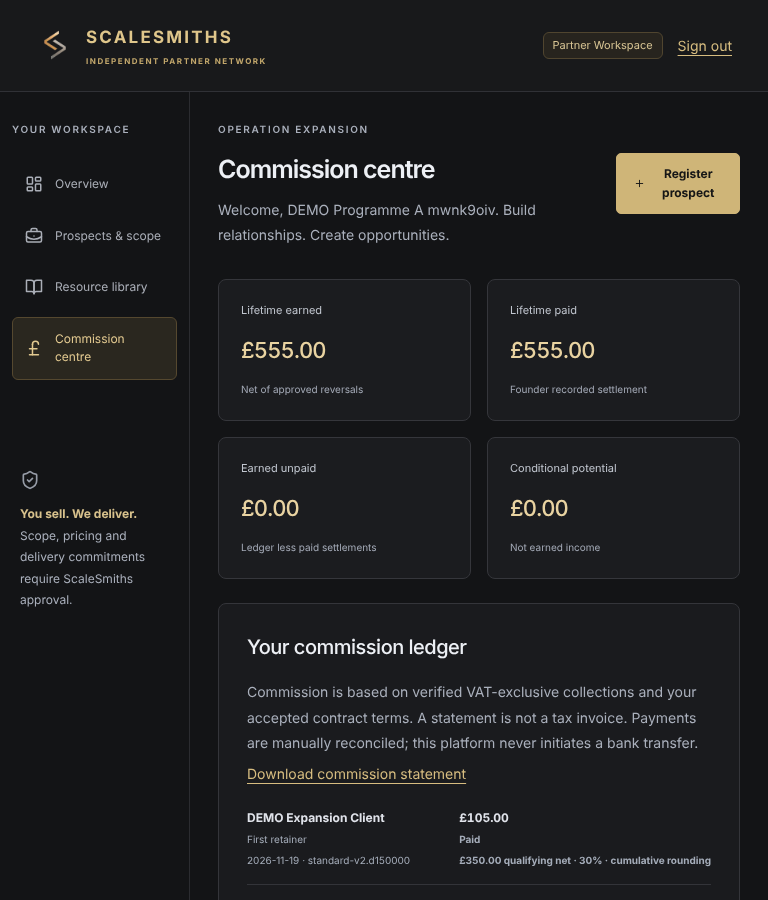 SCALESMITHS
INDEPENDENT PARTNER NETWORK
Partner Workspace
Sign out
YOUR WORKSPACE
Overview
Prospects & scope
Resource library
£
Commission
centre
You sell. We deliver.
Scope, pricing and
delivery commitments
require ScaleSmiths
approval.
OPERATION EXPANSION
Commission centre
Welcome, DEMO Programme A mwnk9oiv. Build
relationships. Create opportunities.
+ Register
prospect
Lifetime earned
£555.00
Net of approved reversals
Lifetime paid
£555.00
Founder recorded settlement
Earned unpaid
£0.00
Ledger less paid settlements
Conditional potential
£0.00
Not earned income
Your commission ledger
Commission is based on verified VAT-exclusive collections and your
accepted contract terms. A statement is not a tax invoice. Payments
are manually reconciled; this platform never initiates a bank transfer.
Download commission statement
DEMO Expansion Client
First retainer
2026-11-19 · standard-v2.d150000
£105.00
Paid
£350.00 qualifying net · 30% · cumulative rounding